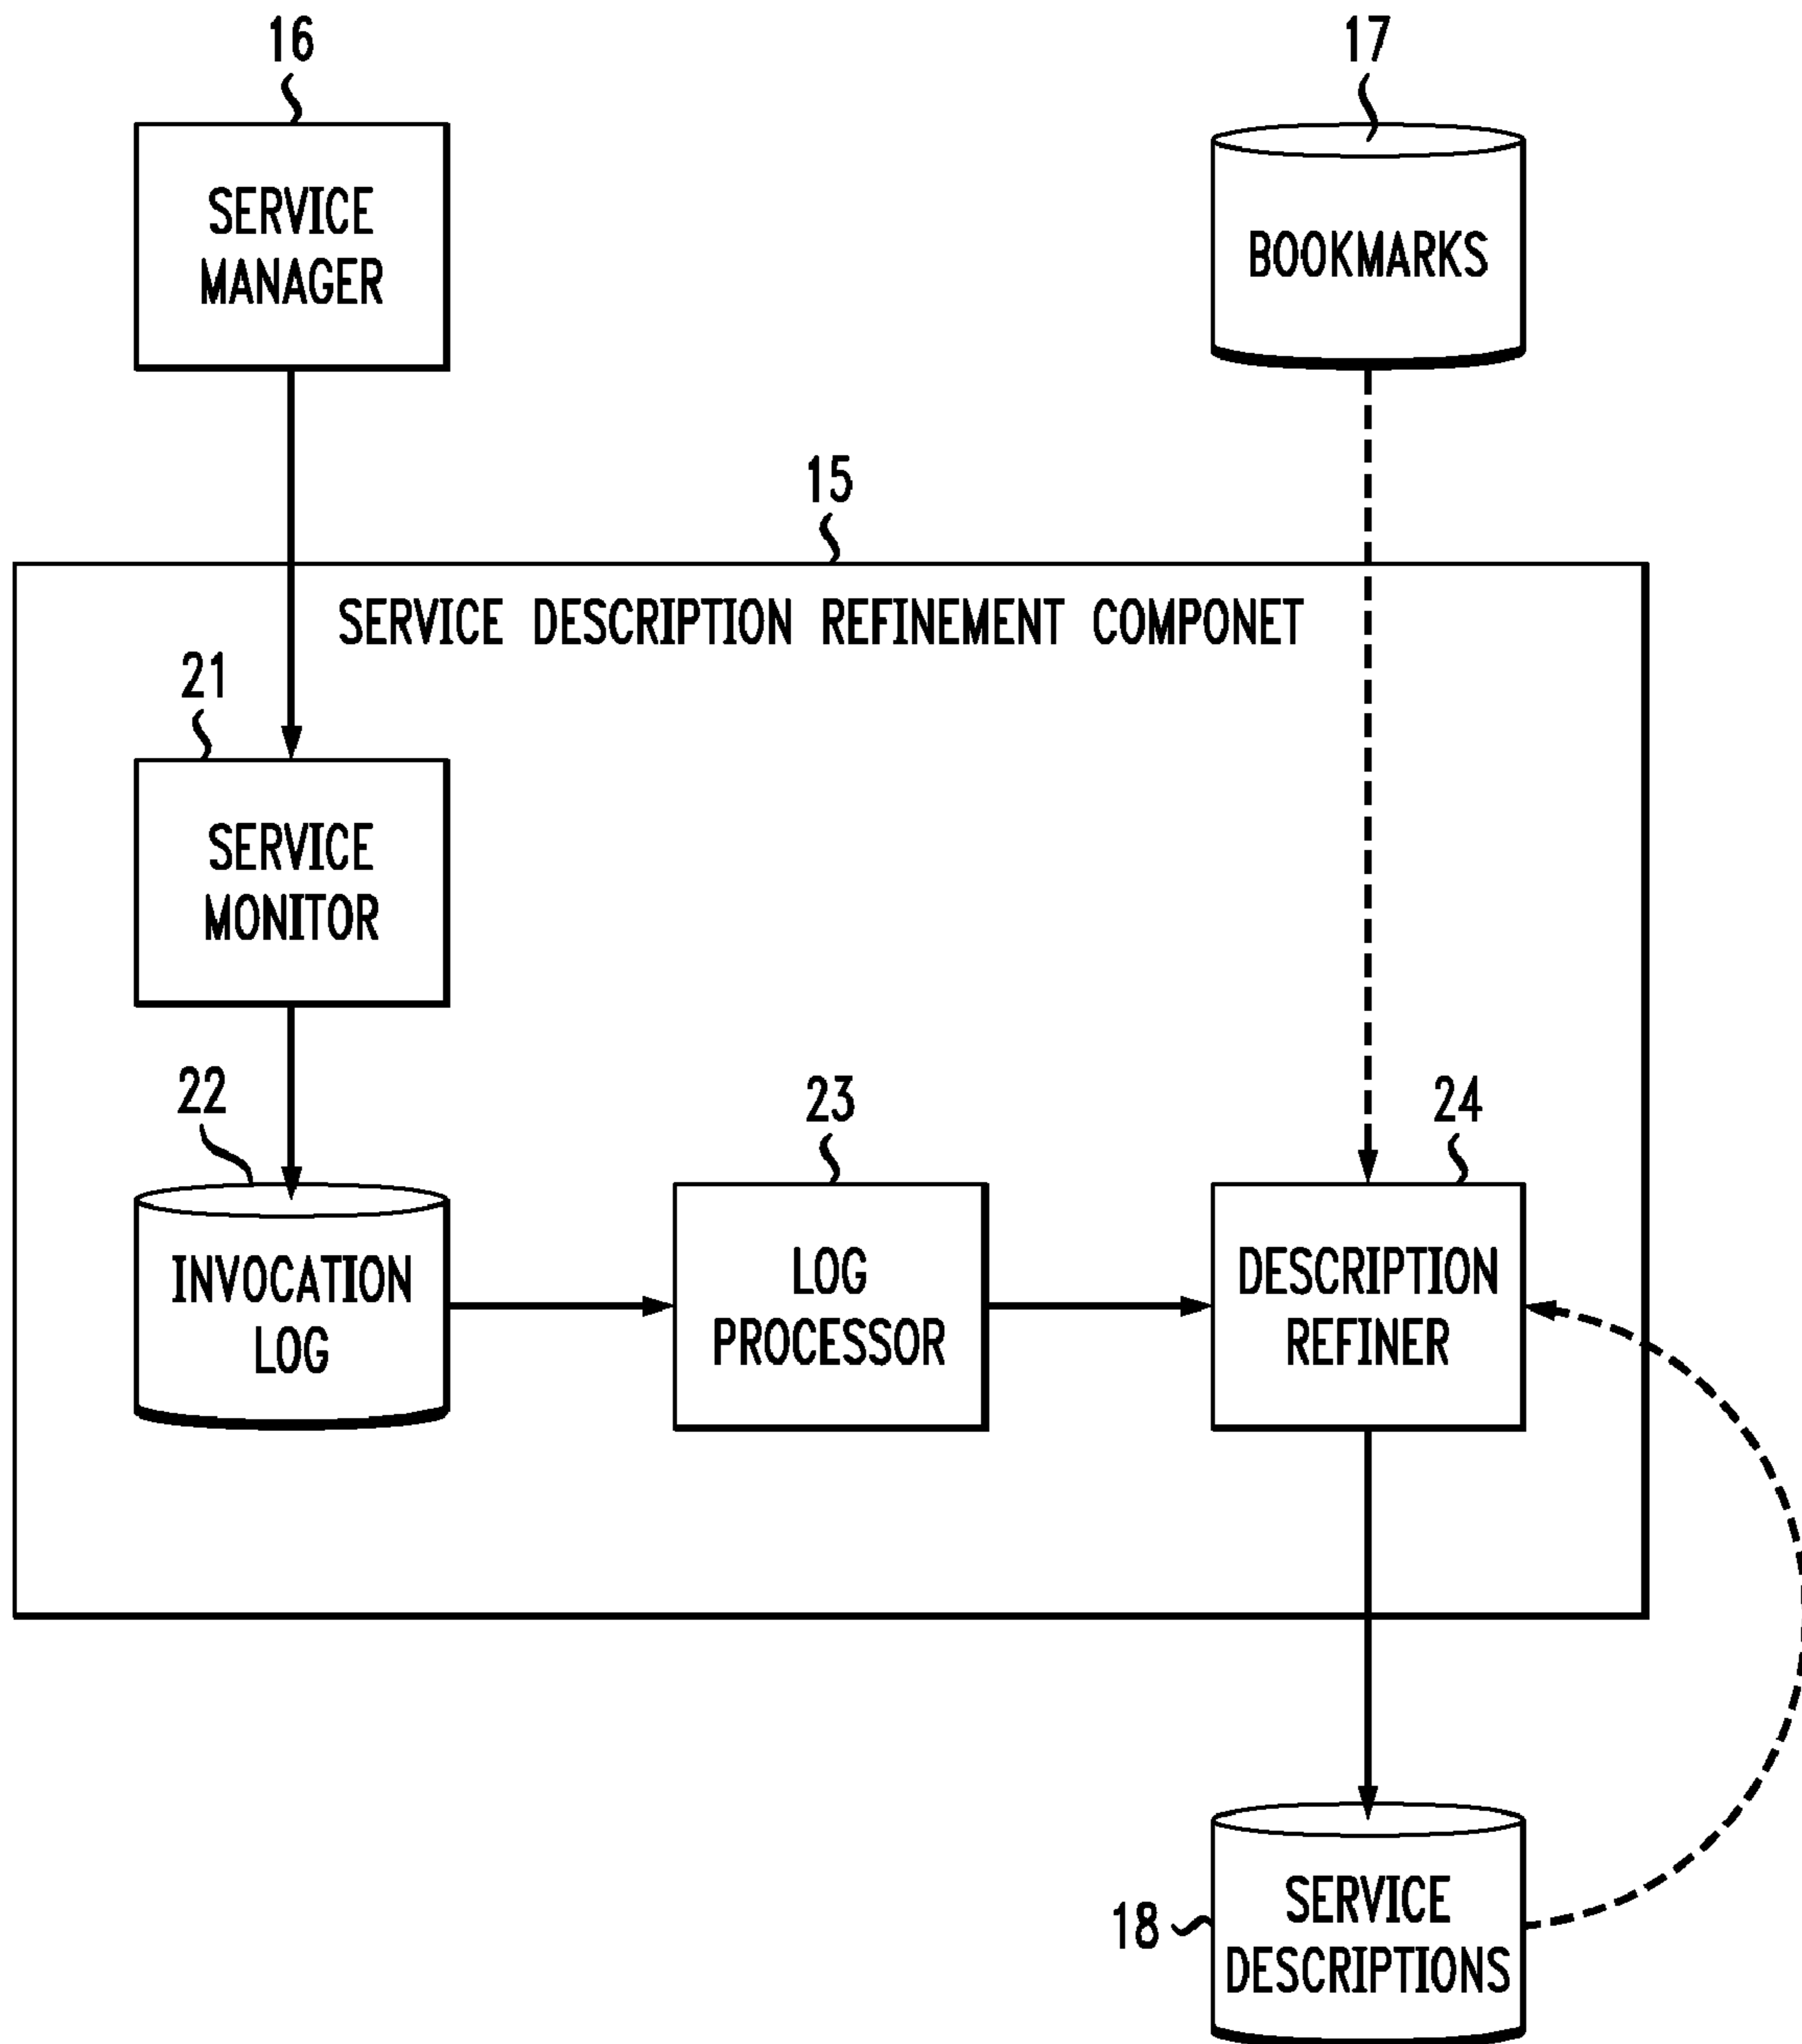 16
17
SERVICE
MANAGER
BOOKMARKS
15
SERVICE DESCRIPTION REFINEMENT COMPONET
21
SERVICE
MONITOR
22
23
24
INVOCATION
LOG
LOG
PROCESSOR
DESCRIPTION
REFINER
18
SERVICE
DESCRIPTIONS